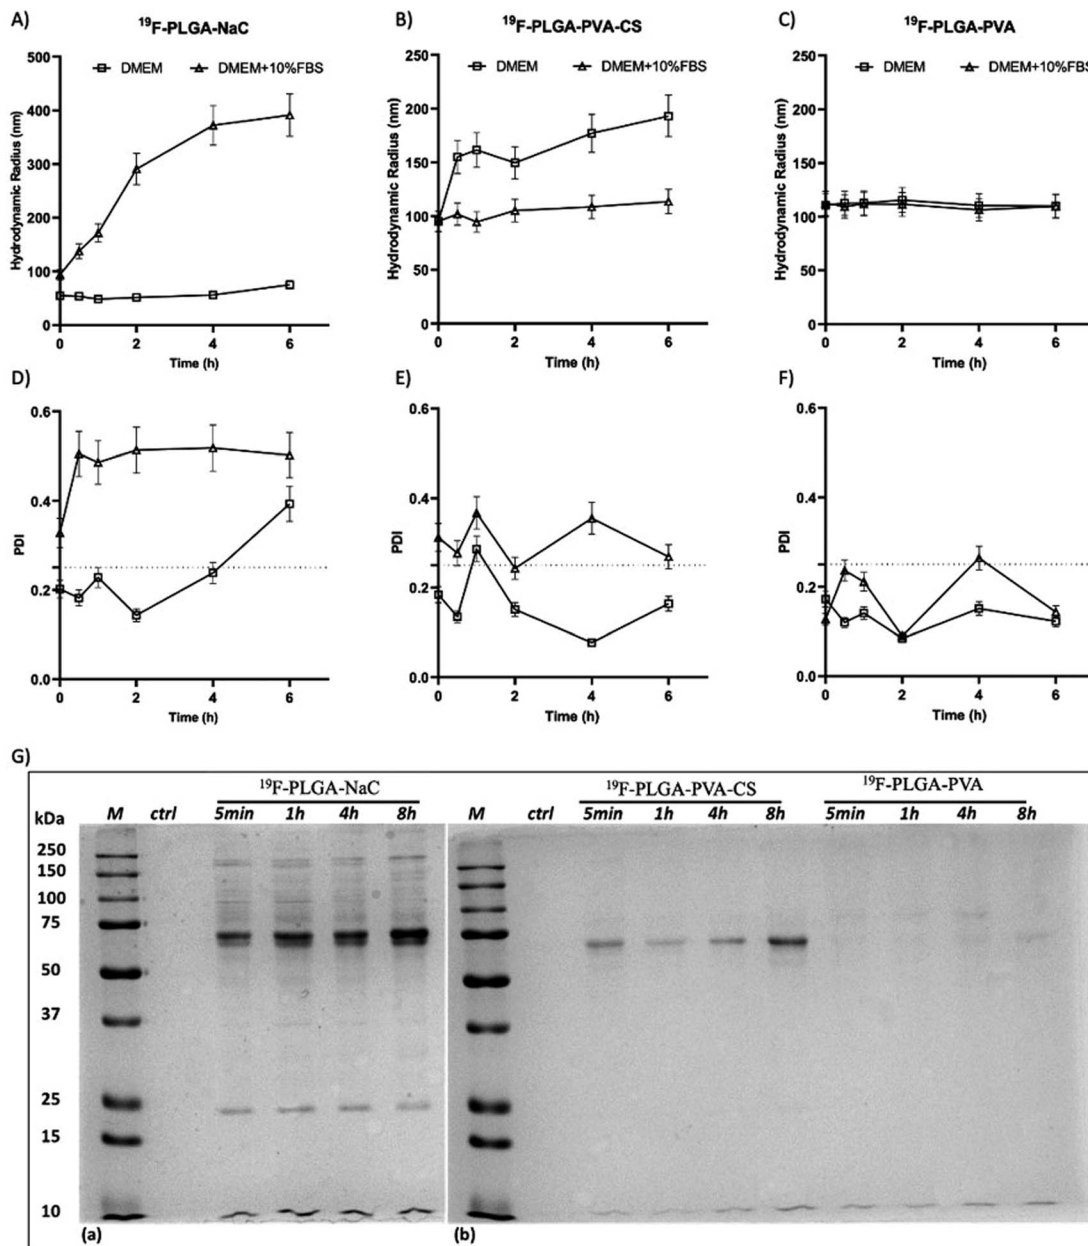 A)
¹⁹F-PLGA-NaC
DMEM DMEM+10%FBS
Hydrodynamic Radius (nm)
500
400
300
200
100
0
0 2 4 6
Time (h)
B)
¹⁹F-PLGA-PVA-CS
DMEM DMEM+10%FBS
Hydrodynamic Radius (nm)
250
200
150
100
50
0
0 2 4 6
Time (h)
C)
¹⁹F-PLGA-PVA
DMEM DMEM+10%FBS
Hydrodynamic Radius (nm)
250
200
150
100
50
0
0 2 4 6
Time (h)
D)
PDI
0.6
0.4
0.2
0.0
0 2 4 6
Time (h)
E)
PDI
0.6
0.4
0.2
0.0
0 2 4 6
Time (h)
F)
PDI
0.6
0.4
0.2
0.0
0 2 4 6
Time (h)
G)
¹⁹F-PLGA-NaC
kDa M ctrl 5min 1h 4h 8h
250
150
100
75
50
37
25
15
10
(a)
¹⁹F-PLGA-PVA-CS ¹⁹F-PLGA-PVA
M ctrl 5min 1h 4h 8h 5min 1h 4h 8h
(b)